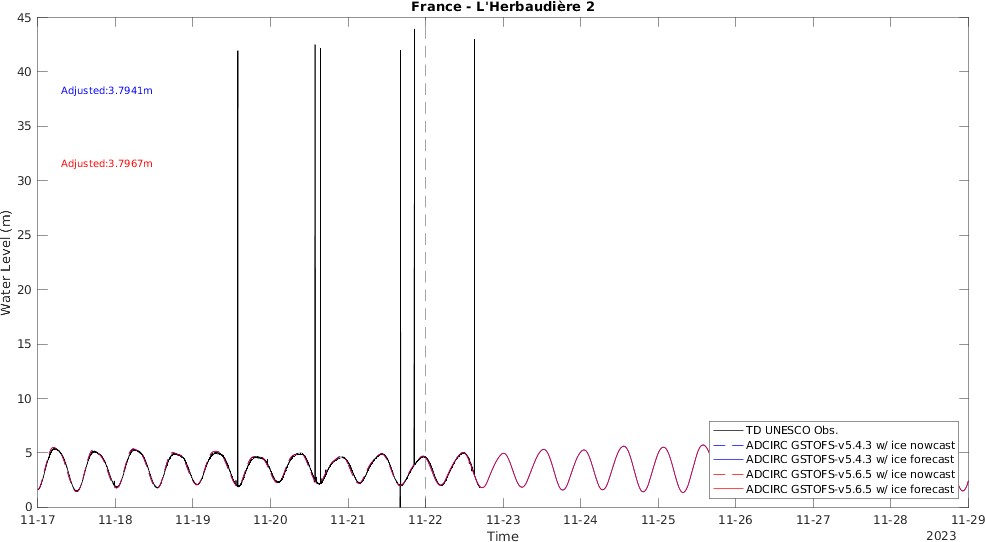 France - L'Herbaudière 2
45
40
35
30
25
20
15
10
5
0
Water Level (m)
Adjusted:3.7941m
Adjusted:3.7967m
TD UNESCO Obs.
ADCIRC GSTOFS-v5.4.3 w/ ice nowcast
ADCIRC GSTOFS-v5.4.3 w/ ice forecast
ADCIRC GSTOFS-v5.6.5 w/ ice nowcast
ADCIRC GSTOFS-v5.6.5 w/ ice forecast
11-17 11-18 11-19 11-20 11-21 11-22 11-23 11-24 11-25 11-26 11-27 11-28 11-29
Time
2023